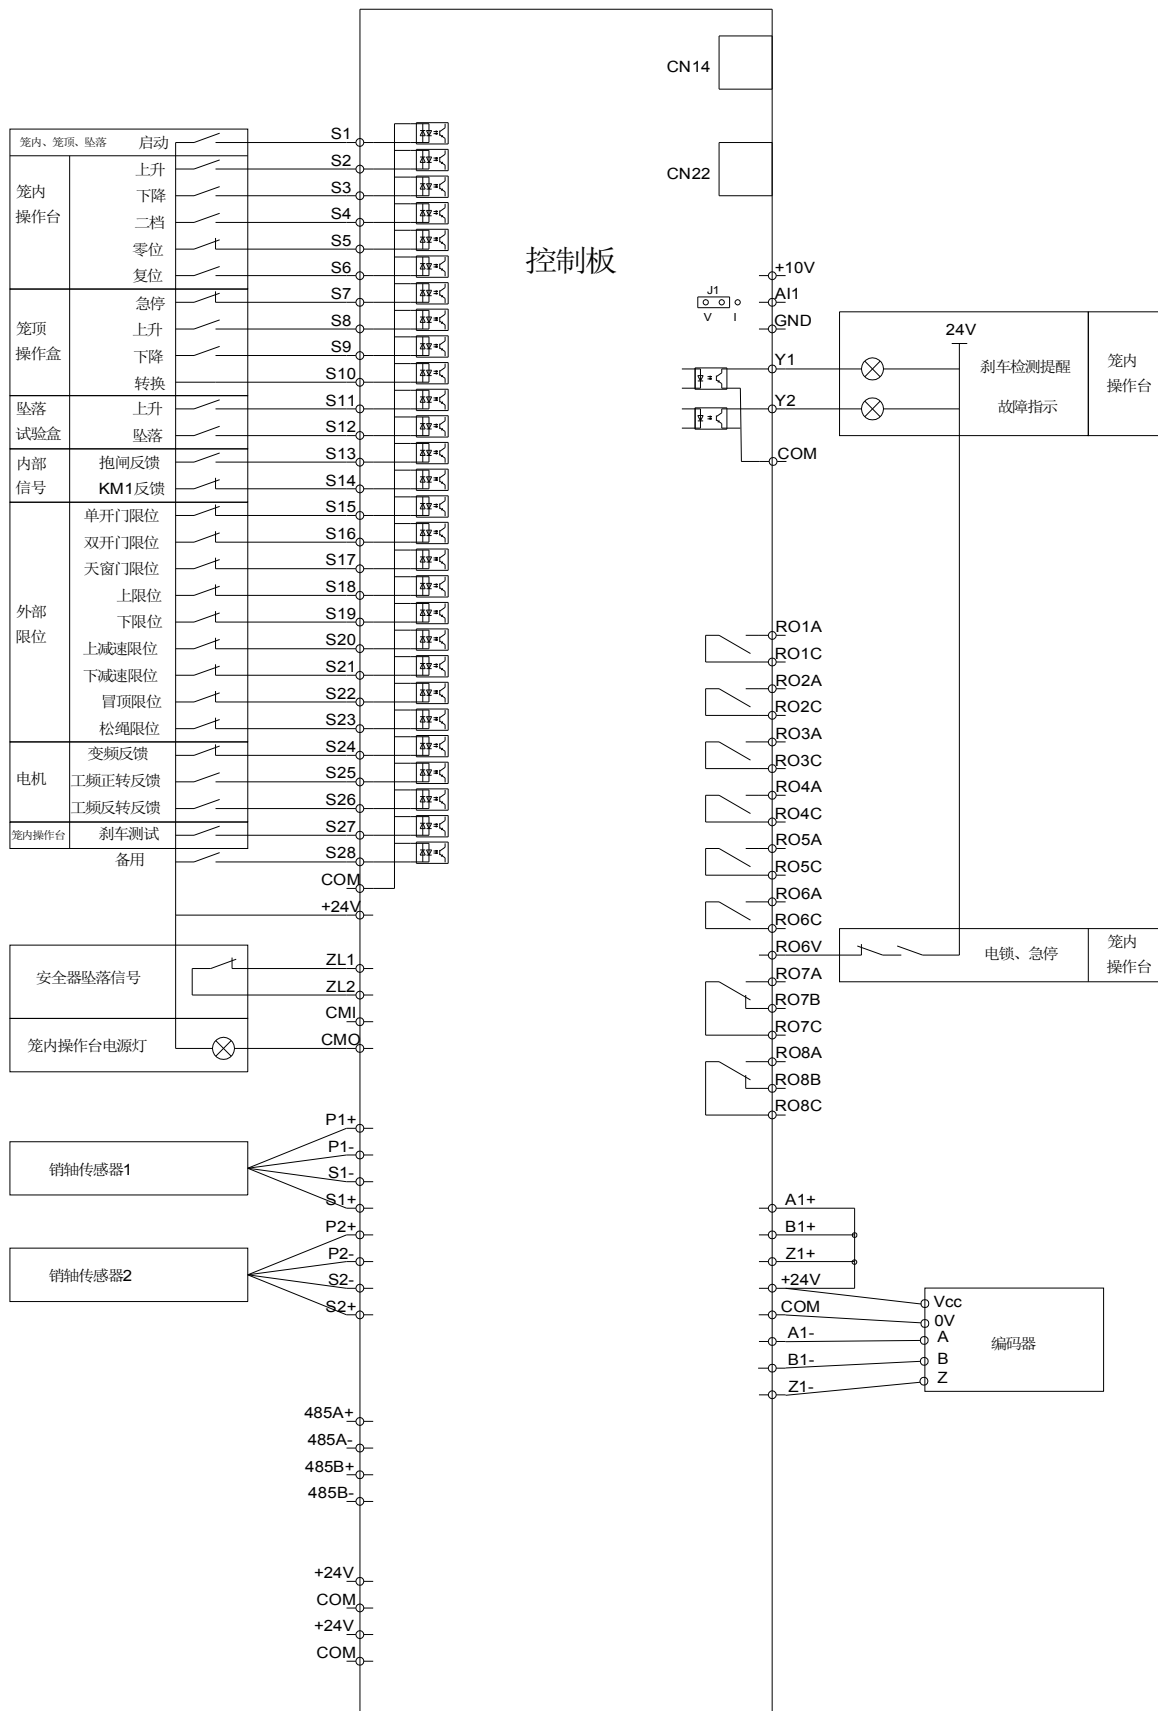 控制板
CN14
CN22
笼内、笼顶、坠落 启动 S1
笼内
操作台
上升 S2
下降 S3
二档 S4
零位 S5
复位 S6
笼顶
操作盒
急停 S7
上升 S8
下降 S9
转换 S10
坠落
试验盒
上升 S11
坠落 S12
内部
信号
抱闸反馈 S13
KM1反馈 S14
外部
限位
单开门限位 S15
双开门限位 S16
天窗门限位 S17
上限位 S18
下限位 S19
上减速限位 S20
下减速限位 S21
冒顶限位 S22
松绳限位 S23
电机
变频反馈 S24
工频正转反馈 S25
工频反转反馈 S26
笼内操作台 刹车测试 S27
备用 S28
COM
+24V
安全器坠落信号
ZL1
ZL2
CMI
笼内操作台电源灯 CMO
销轴传感器1
P1+
P1-
S1-
S1+
销轴传感器2
P2+
P2-
S2-
S2+
485A+
485A-
485B+
485B-
+24V
COM
+24V
COM
+10V
J1
V I
AI1
GND
Y1
Y2
COM
24V
刹车检测提醒
故障指示
笼内
操作台
RO1A
RO1C
RO2A
RO2C
RO3A
RO3C
RO4A
RO4C
RO5A
RO5C
RO6A
RO6C
RO6V
电锁、急停
笼内
操作台
RO7A
RO7B
RO7C
RO8A
RO8B
RO8C
A1+
B1+
Z1+
+24V
COM
A1-
B1-
Z1-
Vcc
0V
A
B
Z
编码器